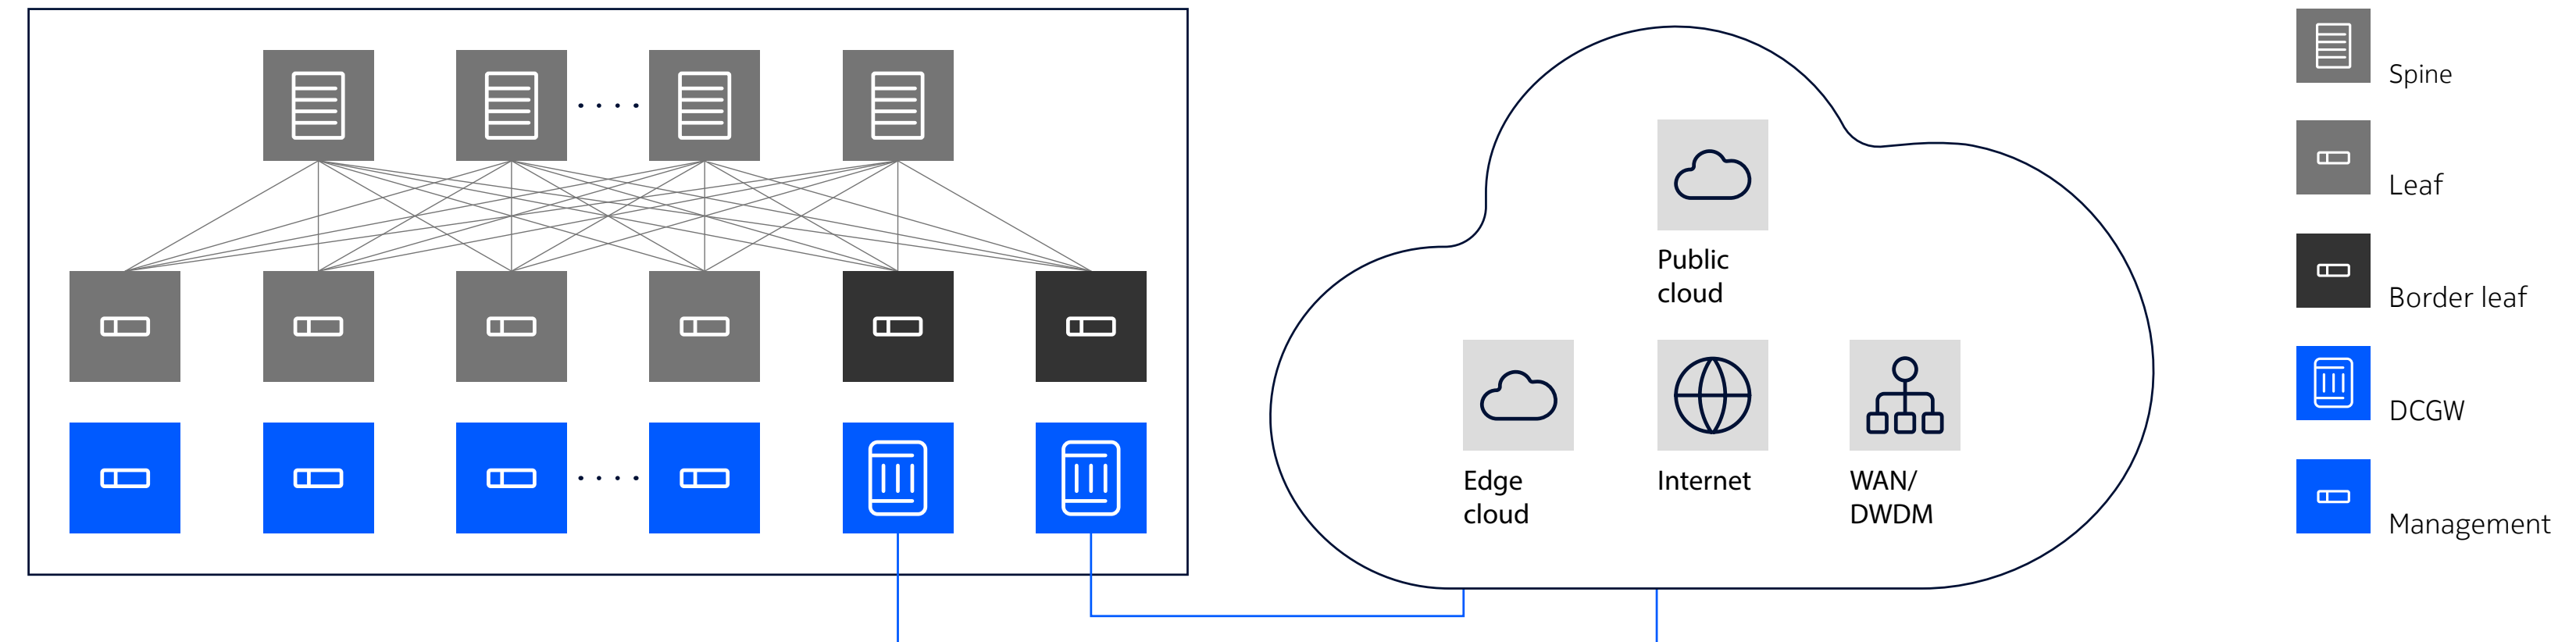 Public
cloud
Edge
cloud
Internet
WAN/
DWDM
Spine
Leaf
Border leaf
DCGW
Management